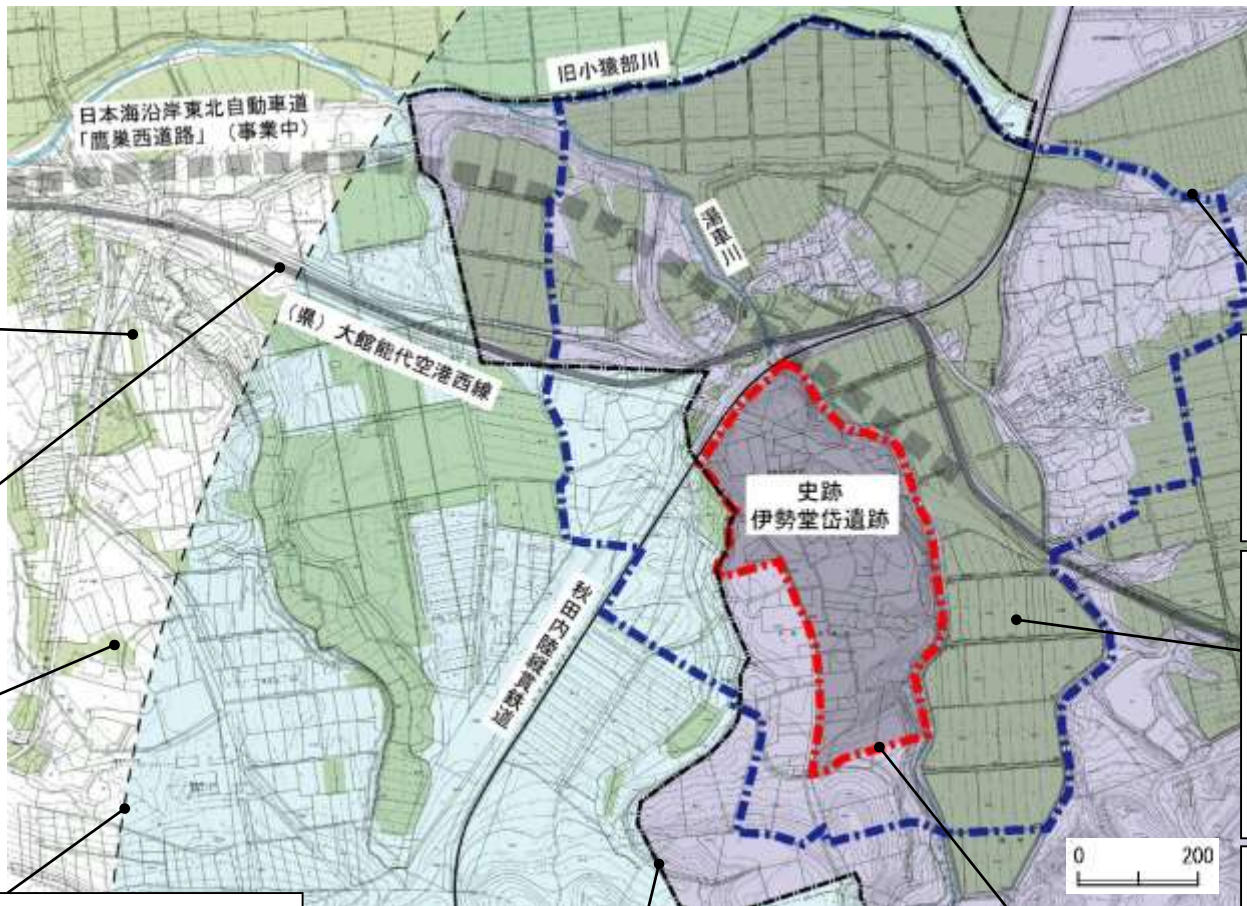 旧小猿部川
日本海沿岸東北自動車道
「鷹巣西道路」（事業中）
湯車川
（県）大館能代空港西線
史跡
伊勢堂岱遺跡
秋田内陸縦貫鉄道
0 200